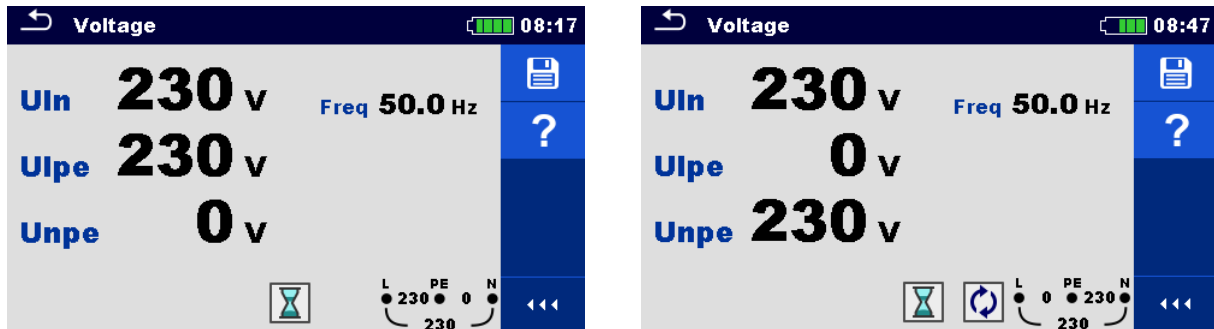 Voltage 08:17
Uln 230 V Freq 50.0 Hz
?
Ulpe 230 V
Unpe 0 V
L PE N
230 0
230
Voltage 08:47
Uln 230 V Freq 50.0 Hz
?
Ulpe 0 V
Unpe 230 V
L PE N
0 230
230